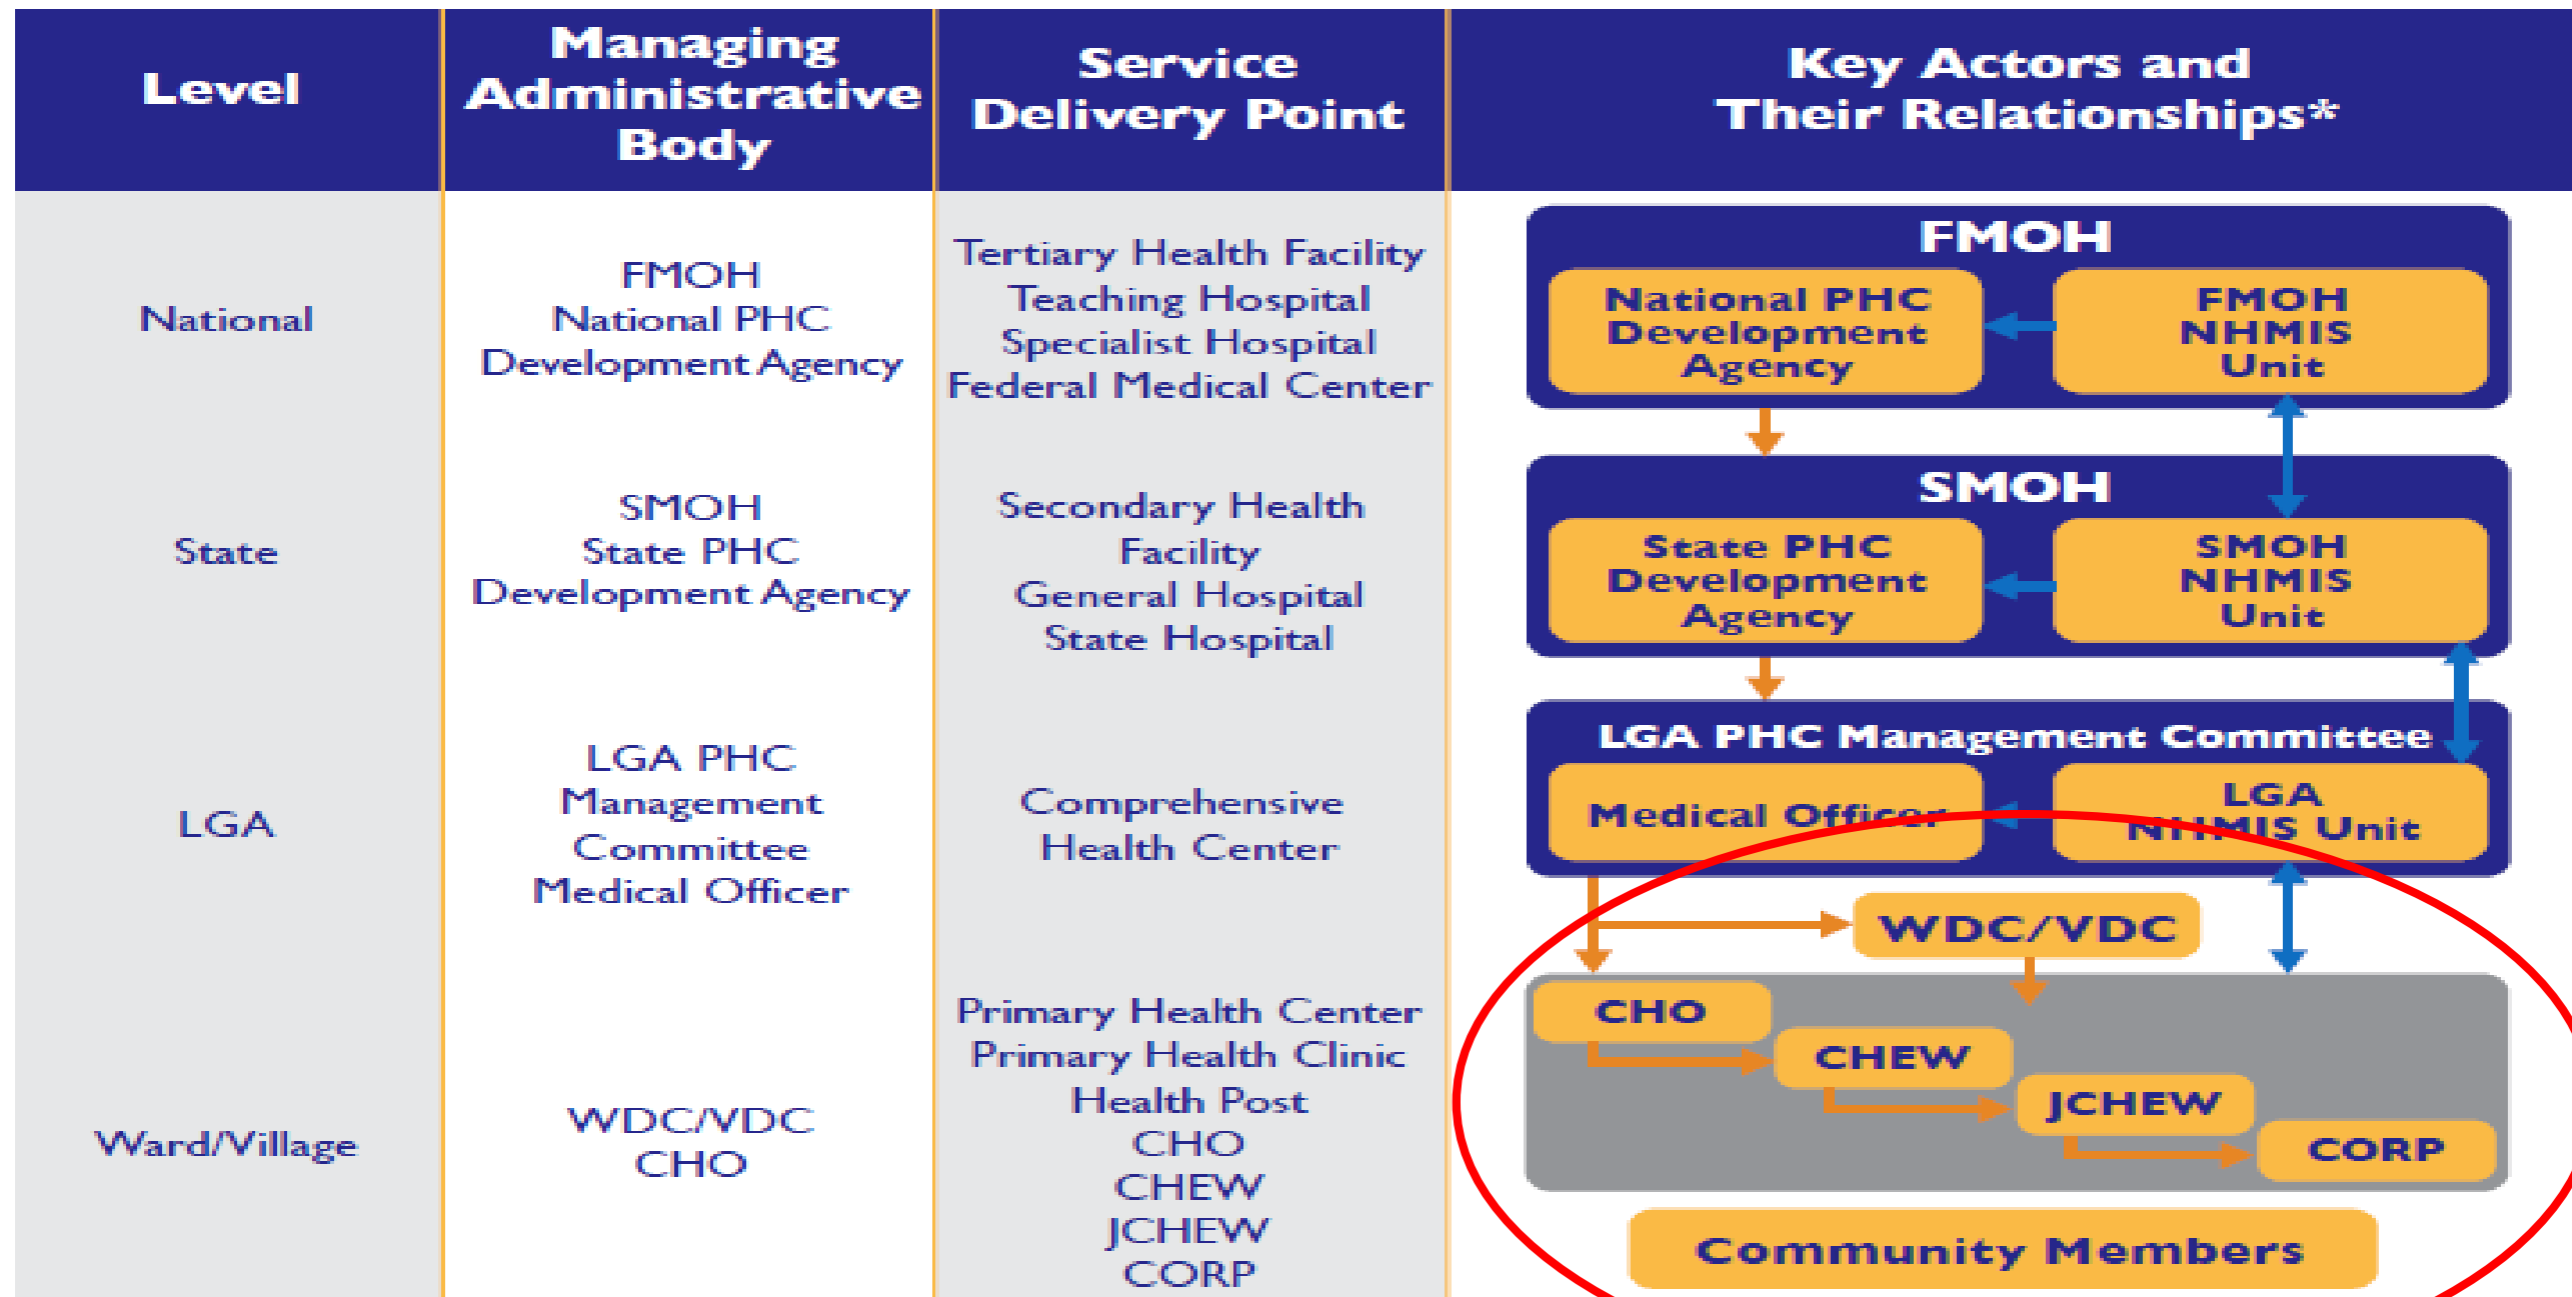 Level
Managing
Administrative
Body
Service
Delivery Point
Key Actors and
Their Relationships*
National
FMOH
National PHC
Development Agency
Tertiary Health Facility
Teaching Hospital
Specialist Hospital
Federal Medical Center
FMOH
National PHC
Development
Agency
FMOH
NHMIS
Unit
State
SMOH
State PHC
Development Agency
Secondary Health
Facility
General Hospital
State Hospital
SMOH
State PHC
Development
Agency
SMOH
NHMIS
Unit
LGA
LGA PHC
Management
Committee
Medical Officer
Comprehensive
Health Center
LGA PHC Management Committee
Medical Officer
LGA
NHMIS Unit
Ward/Village
WDC/VDC
CHO
Primary Health Center
Primary Health Clinic
Health Post
CHO
CHEW
JCHEW
CORP
WDC/VDC
CHO
CHEW
JCHEW
CORP
Community Members